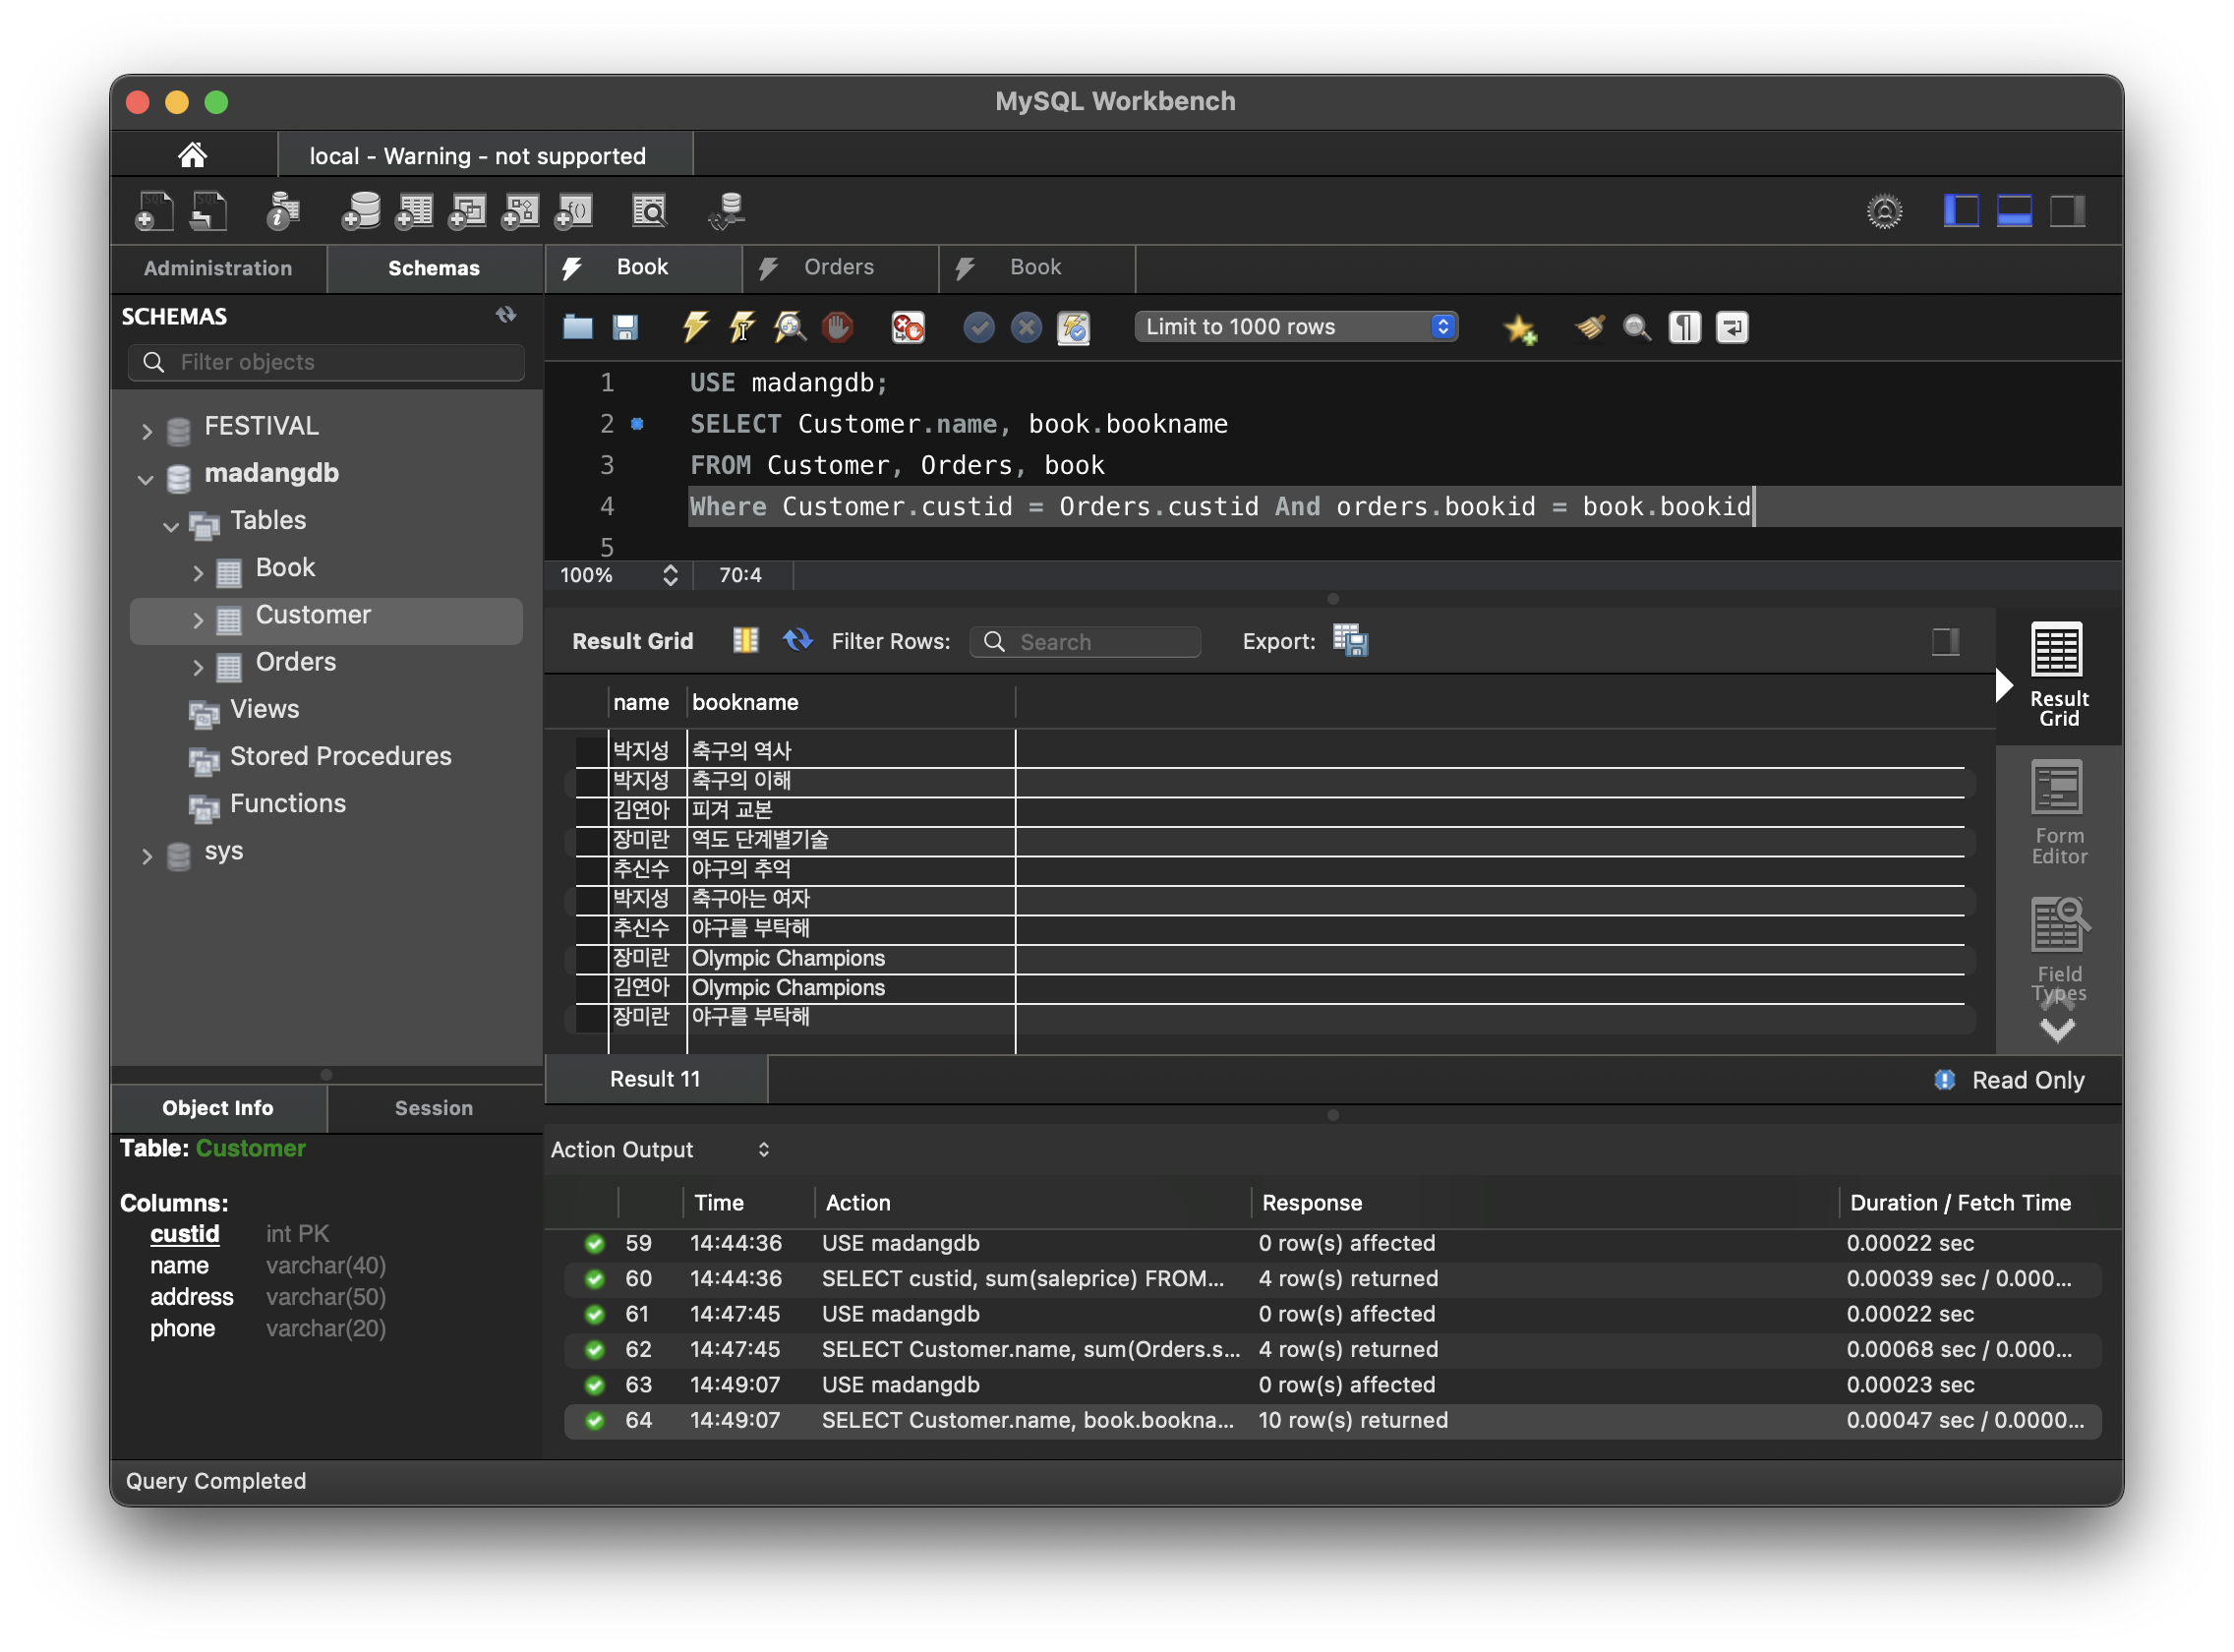 MySQL Workbench
local - Warning - not supported
Administration
Schemas
Book
Orders
Book
SCHEMAS
Filter objects
Limit to 1000 rows
FESTIVAL
madangdb
Tables
Book
Customer
Orders
Views
Stored Procedures
Functions
sys
1 USE madangdb;
2 SELECT Customer.name, book.bookname
3 FROM Customer, Orders, book
4 Where Customer.custid = Orders.custid And orders.bookid = book.bookid
5
100%
70:4
Result Grid
Filter Rows:
Search
Export:
name bookname
박지성 축구의 역사
박지성 축구의 이해
김연아 피겨 교본
장미란 역도 단계별기술
추신수 야구의 추억
박지성 축구아는 여자
추신수 야구를 부탁해
장미란 Olympic Champions
김연아 Olympic Champions
장미란 야구를 부탁해
Result
Grid
Form
Editor
Field
Types
Result 11
Read Only
Object Info
Session
Table: Customer
Columns:
custid int PK
name varchar(40)
address varchar(50)
phone varchar(20)
Action Output
Time Action Response Duration / Fetch Time
59 14:44:36 USE madangdb 0 row(s) affected 0.00022 sec
60 14:44:36 SELECT custid, sum(saleprice) FROM... 4 row(s) returned 0.00039 sec / 0.000...
61 14:47:45 USE madangdb 0 row(s) affected 0.00022 sec
62 14:47:45 SELECT Customer.name, sum(Orders.s... 4 row(s) returned 0.00068 sec / 0.000...
63 14:49:07 USE madangdb 0 row(s) affected 0.00023 sec
64 14:49:07 SELECT Customer.name, book.bookna... 10 row(s) returned 0.00047 sec / 0.0000...
Query Completed